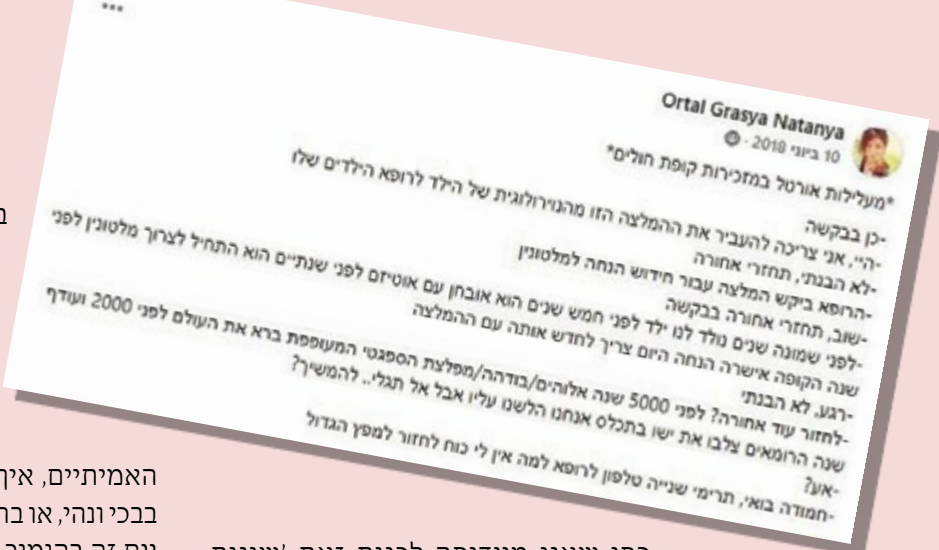 ...
Ortal Grasya Natanya
10 ביוני 2018 ·
*מעלילות אורטל במזכירות קופת חולים*
-כן בבקשה
-היי, אני צריכה להעביר את ההמלצה הזו מהנוירולוגית של הילד לרופא הילדים שלו
-לא הבנתי, תחזרי אחורה
-הרופא ביקש המלצה עבור חידוש הנחה למלטונין
-שוב, תחזרי אחורה בבקשה
-לפני שמונה שנים נולד לנו ילד לפני חמש שנים הוא אובחן עם אוטיזם לפני שנתיים הוא התחיל לצרוך מלטונין לפני
שנה הקופה אישרה הנחה היום צריך לחדש אותה עם ההמלצה
-רגע, לא הבנתי
-לחזור עוד אחורה? לפני 5000 שנה אלוהים/בודהה/מפלצת הספגטי המעופפת ברא את העולם לפני 2000 ועודף
שנה הרומאים צלבו את ישו בתכלס אנחנו הלשנו עליו אבל אל תגלי.. להמשיך?
-אע?
-חמודה בואי, תרימי שנייה טלפון לרופא למה אין לי כוח לחזור למפץ הגדול
ב
האמיתיים, איך
בבכי ונהי, או בה